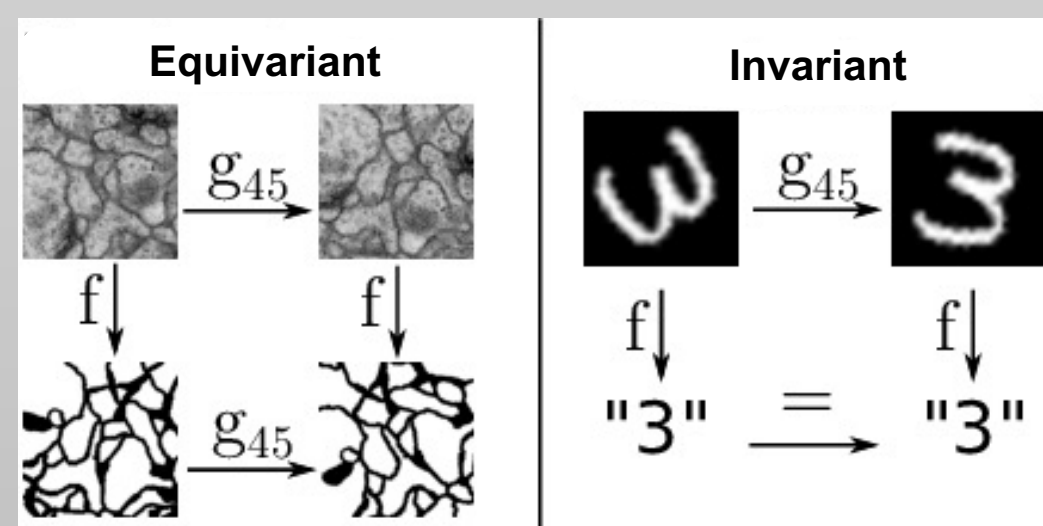 Equivariant
g45
f
f
g45
Invariant
g45
f
f
"3" = "3"